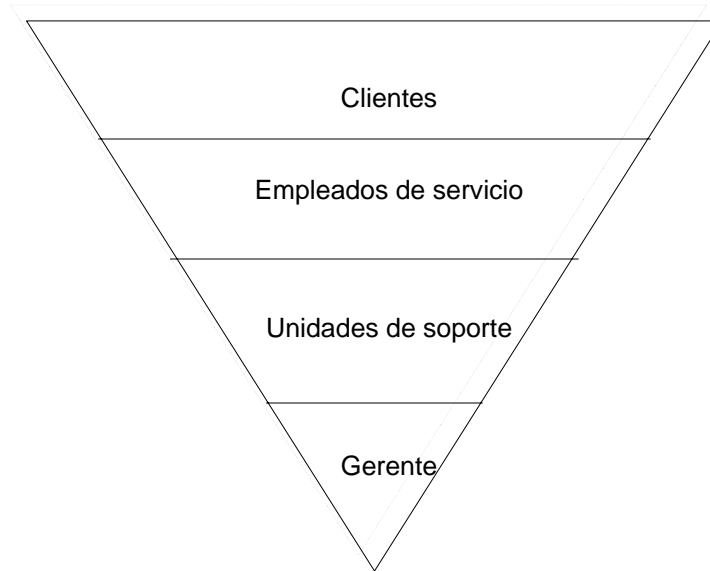 Clientes
Empleados de servicio
Unidades de soporte
Gerente